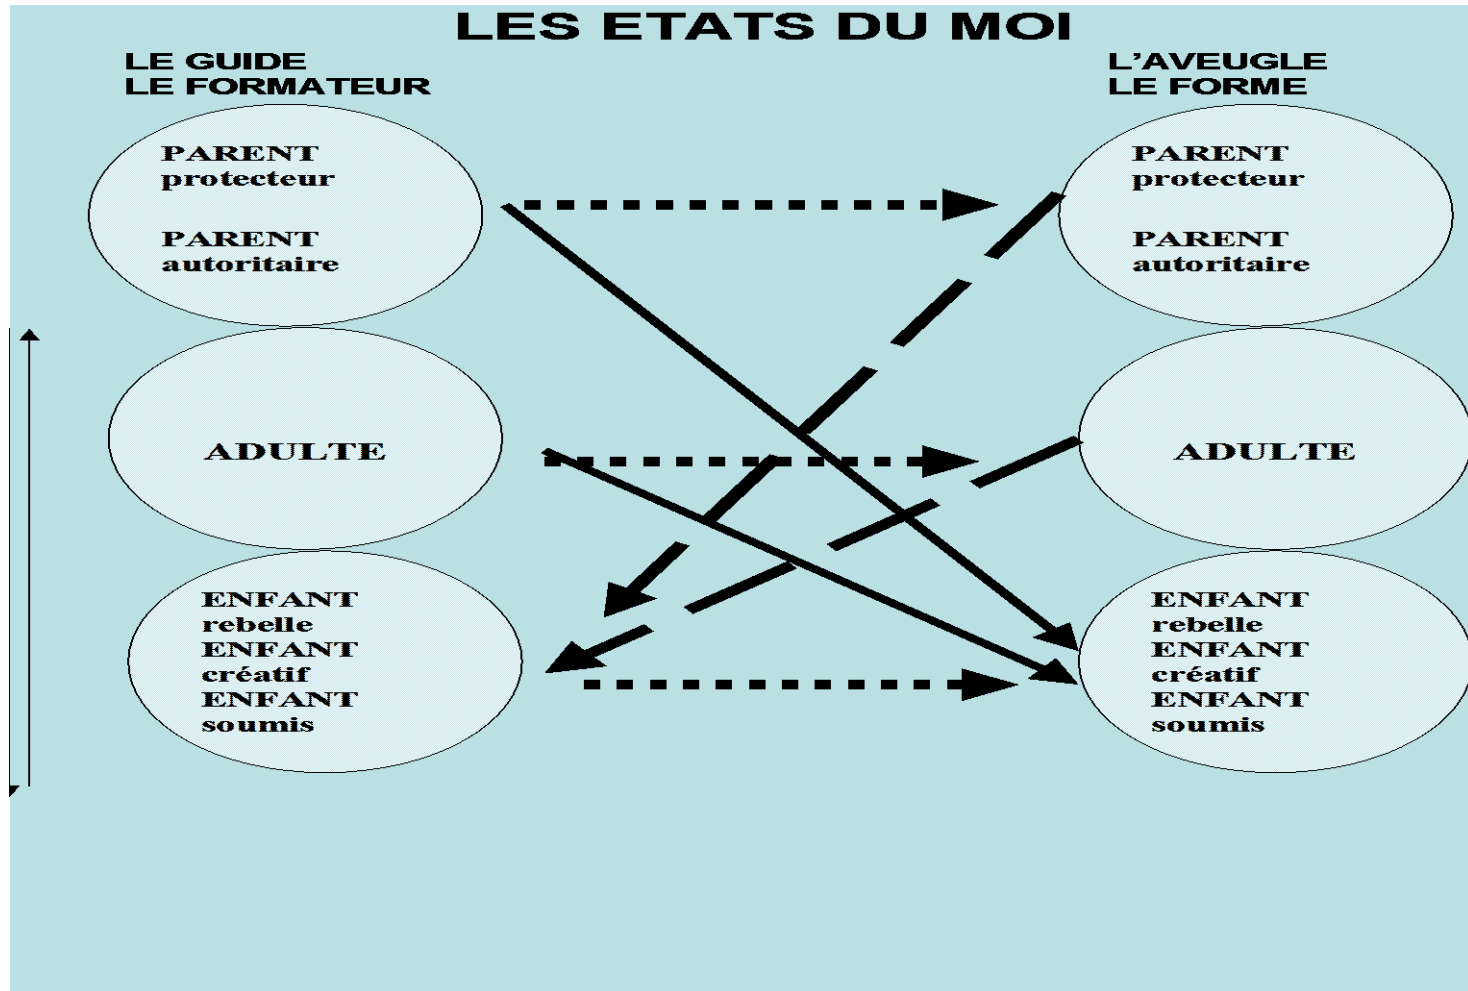 LES ETATS DU MOI
LE GUIDE
LE FORMATEUR
PARENT
protecteur
PARENT
autoritaire
ADULTE
ENFANT
rebelle
ENFANT
créatif
ENFANT
soumis
L'AVEUGLE
LE FORME
PARENT
protecteur
PARENT
autoritaire
ADULTE
ENFANT
rebelle
ENFANT
créatif
ENFANT
soumis